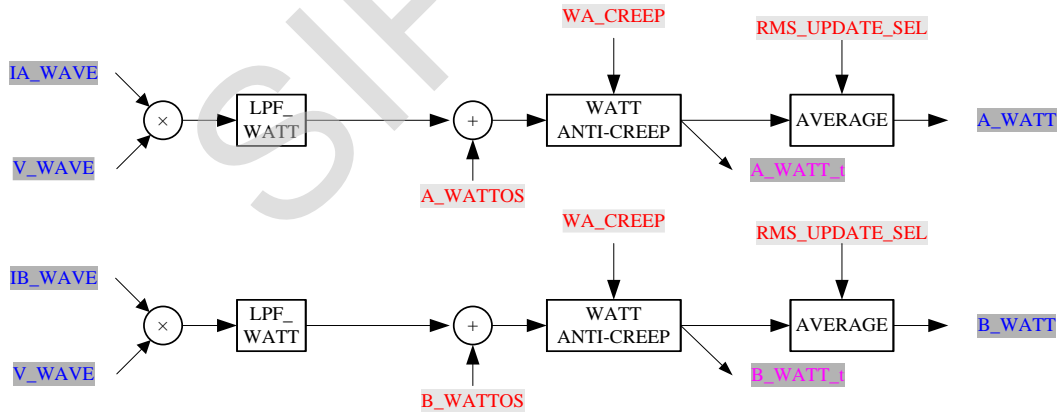 WA_CREEP
RMS_UPDATE_SEL
IA_WAVE
LPF_
WATT
WATT
ANTI-CREEP
AVERAGE
A_WATT
×
+
V_WAVE
A_WATT_t
A_WATTOS
WA_CREEP
RMS_UPDATE_SEL
IB_WAVE
LPF_
WATT
WATT
ANTI-CREEP
AVERAGE
B_WATT
×
+
V_WAVE
B_WATT_t
B_WATTOS